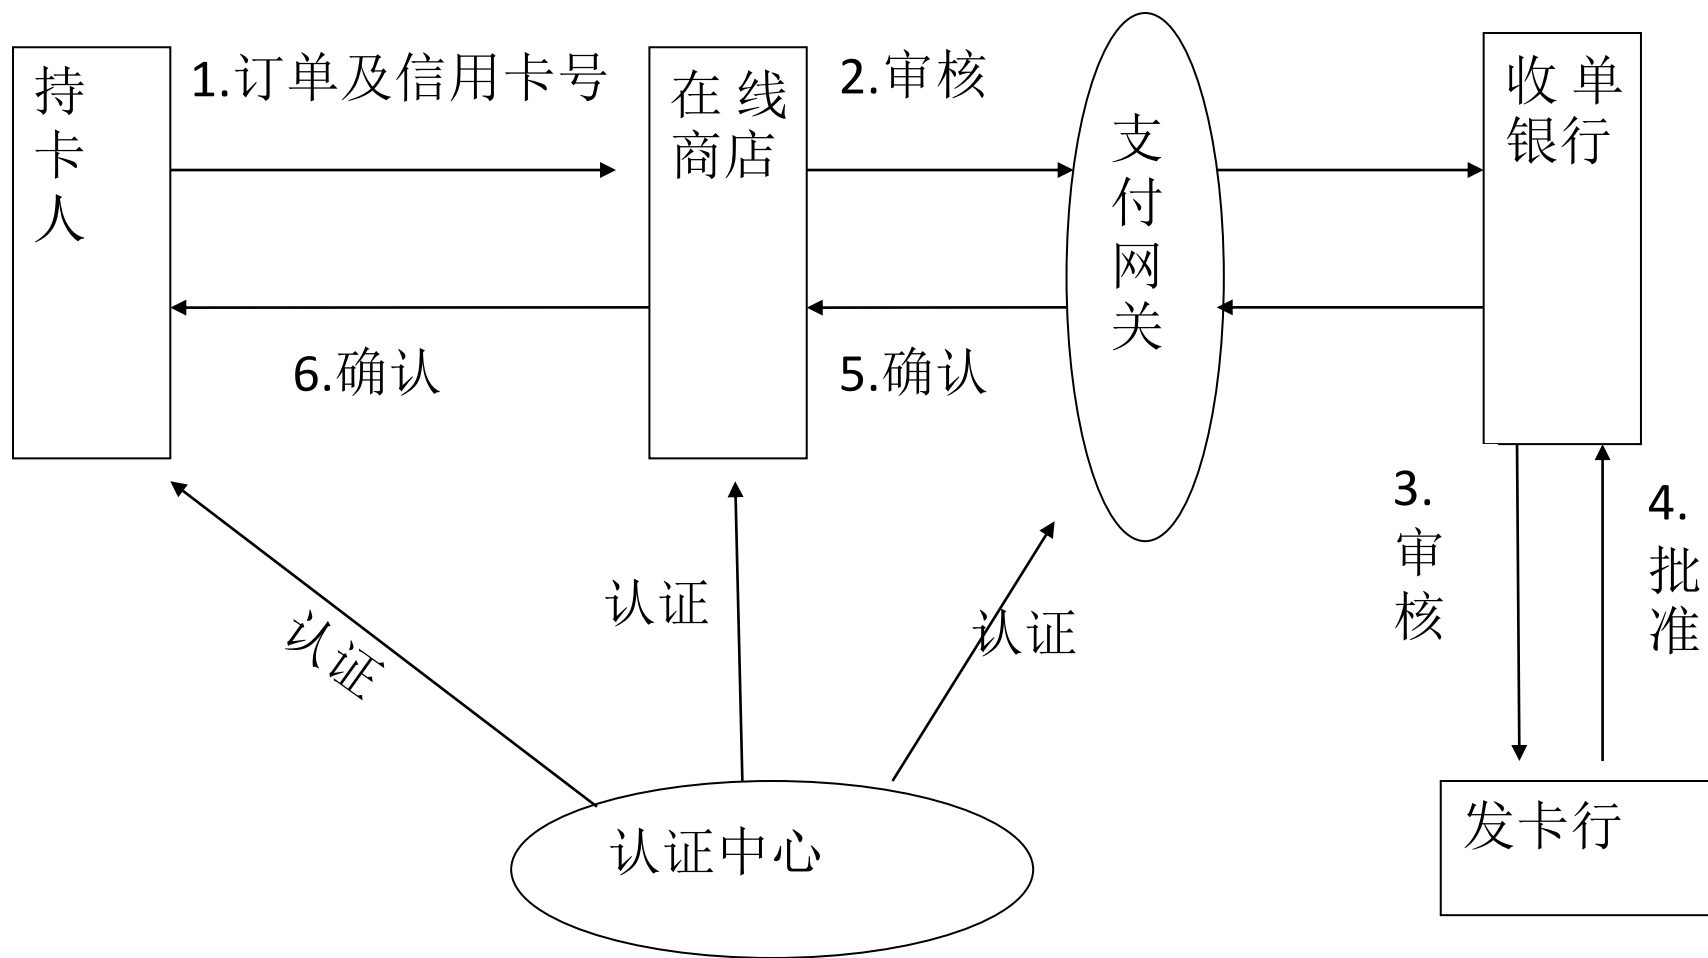 持
卡
人
1.订单及信用卡号
在 线
商店
2.审核
支
付
网
关
收 单
银行
6.确认
5.确认
3.
审
核
4.
批
准
认证
认证
认证
认证中心
发卡行